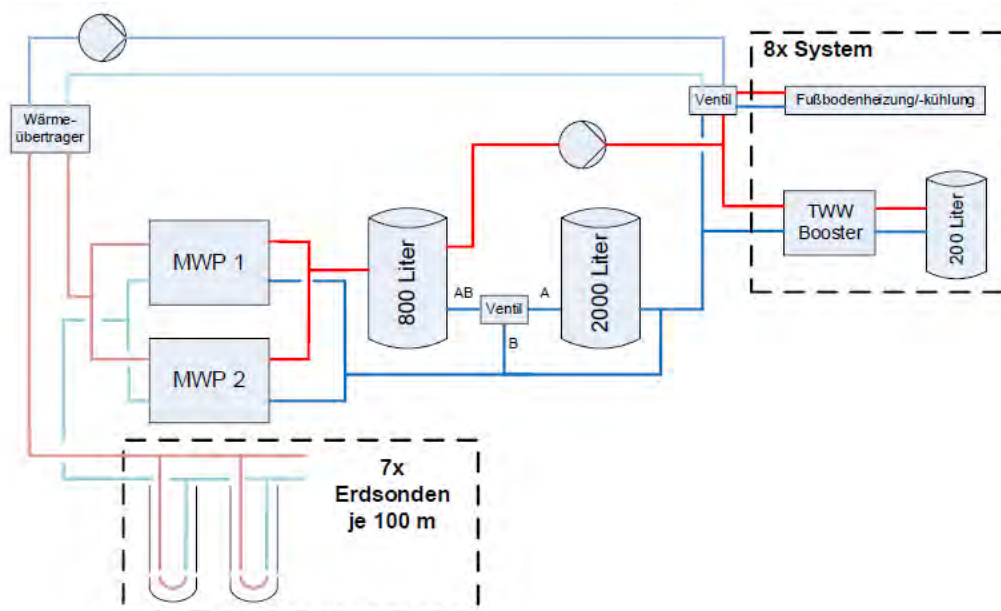 8x System
Ventil
Fußbodenheizung/-kühlung
Wärme-
übertrager
TWW
Booster
200 Liter
MWP 1
800 Liter
2000 Liter
AB
Ventil
A
B
MWP 2
7x
Erdsonden
je 100 m